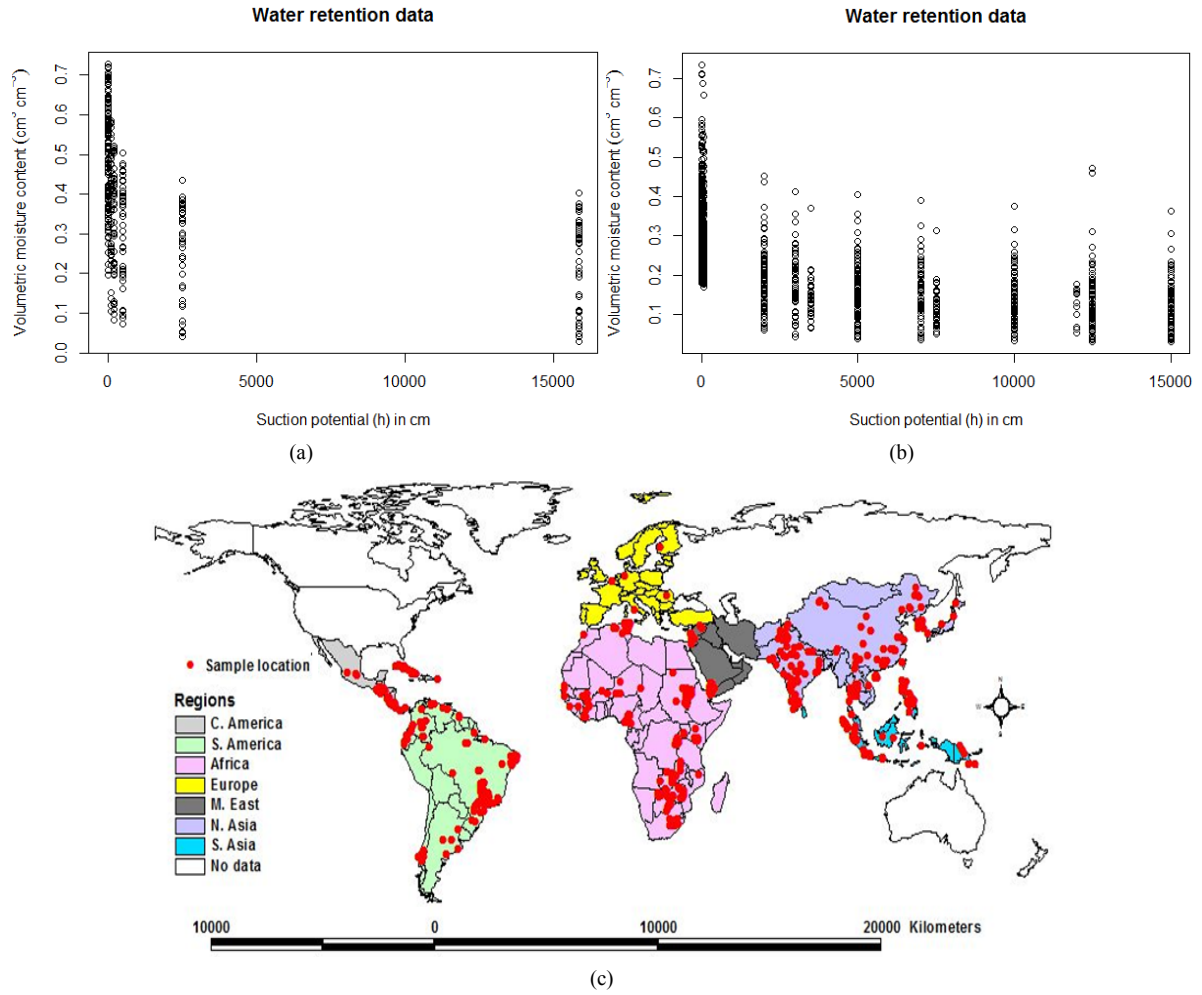 Water retention data
Volumetric moisture content (cm³ cm⁻³)
0.7
0.6
0.5
0.4
0.3
0.2
0.1
0.0
0 5000 10000 15000
Suction potential (h) in cm
(a)
Water retention data
Volumetric moisture content (cm³ cm⁻³)
0.7
0.6
0.5
0.4
0.3
0.2
0.1
0 5000 10000 15000
Suction potential (h) in cm
(b)
Sample location
Regions
C. America
S. America
Africa
Europe
M. East
N. Asia
S. Asia
No data
N
W E
S
10000 0 10000 20000 Kilometers
(c)